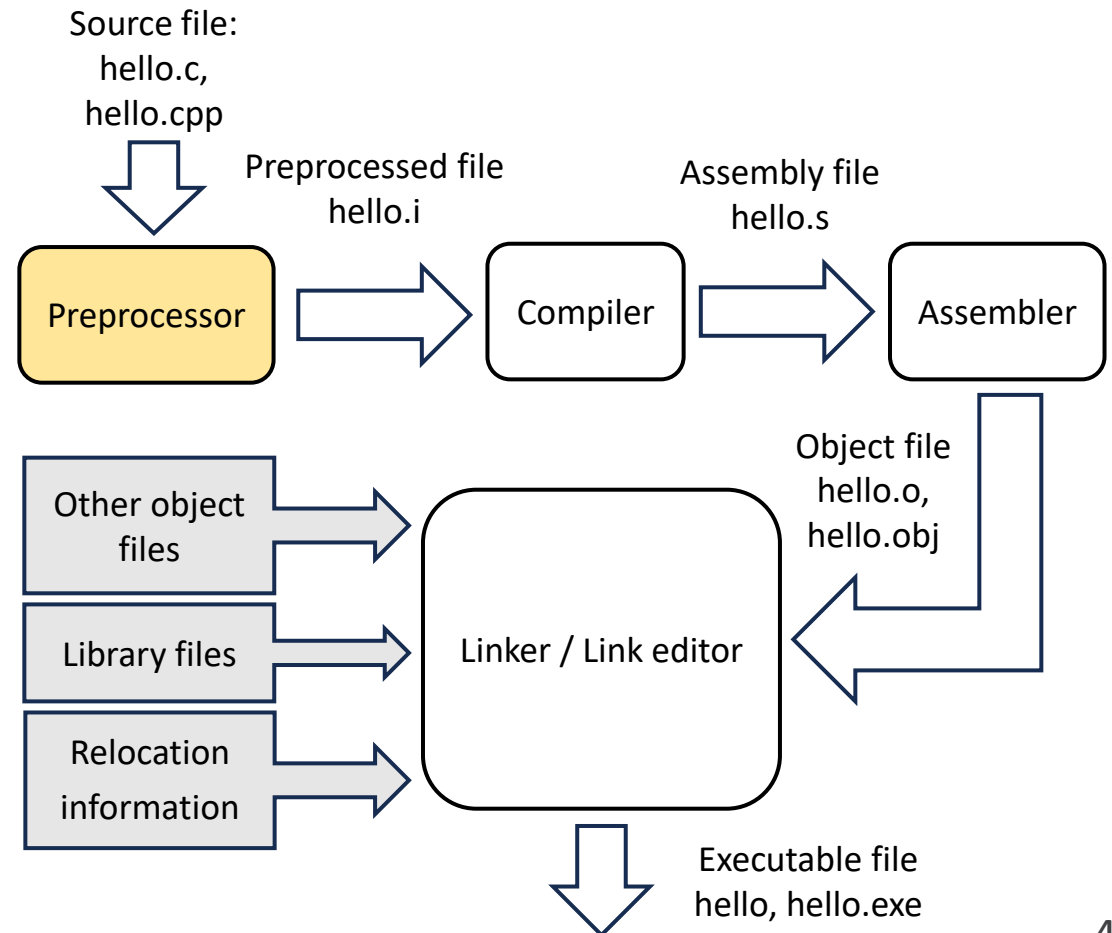 Source file:
hello.c,
hello.cpp
Preprocessed file
hello.i
Assembly file
hello.s
Preprocessor
Compiler
Assembler
Object file
hello.o,
hello.obj
Other object
files
Library files
Relocation
information
Linker / Link editor
Executable file
hello, hello.exe
4